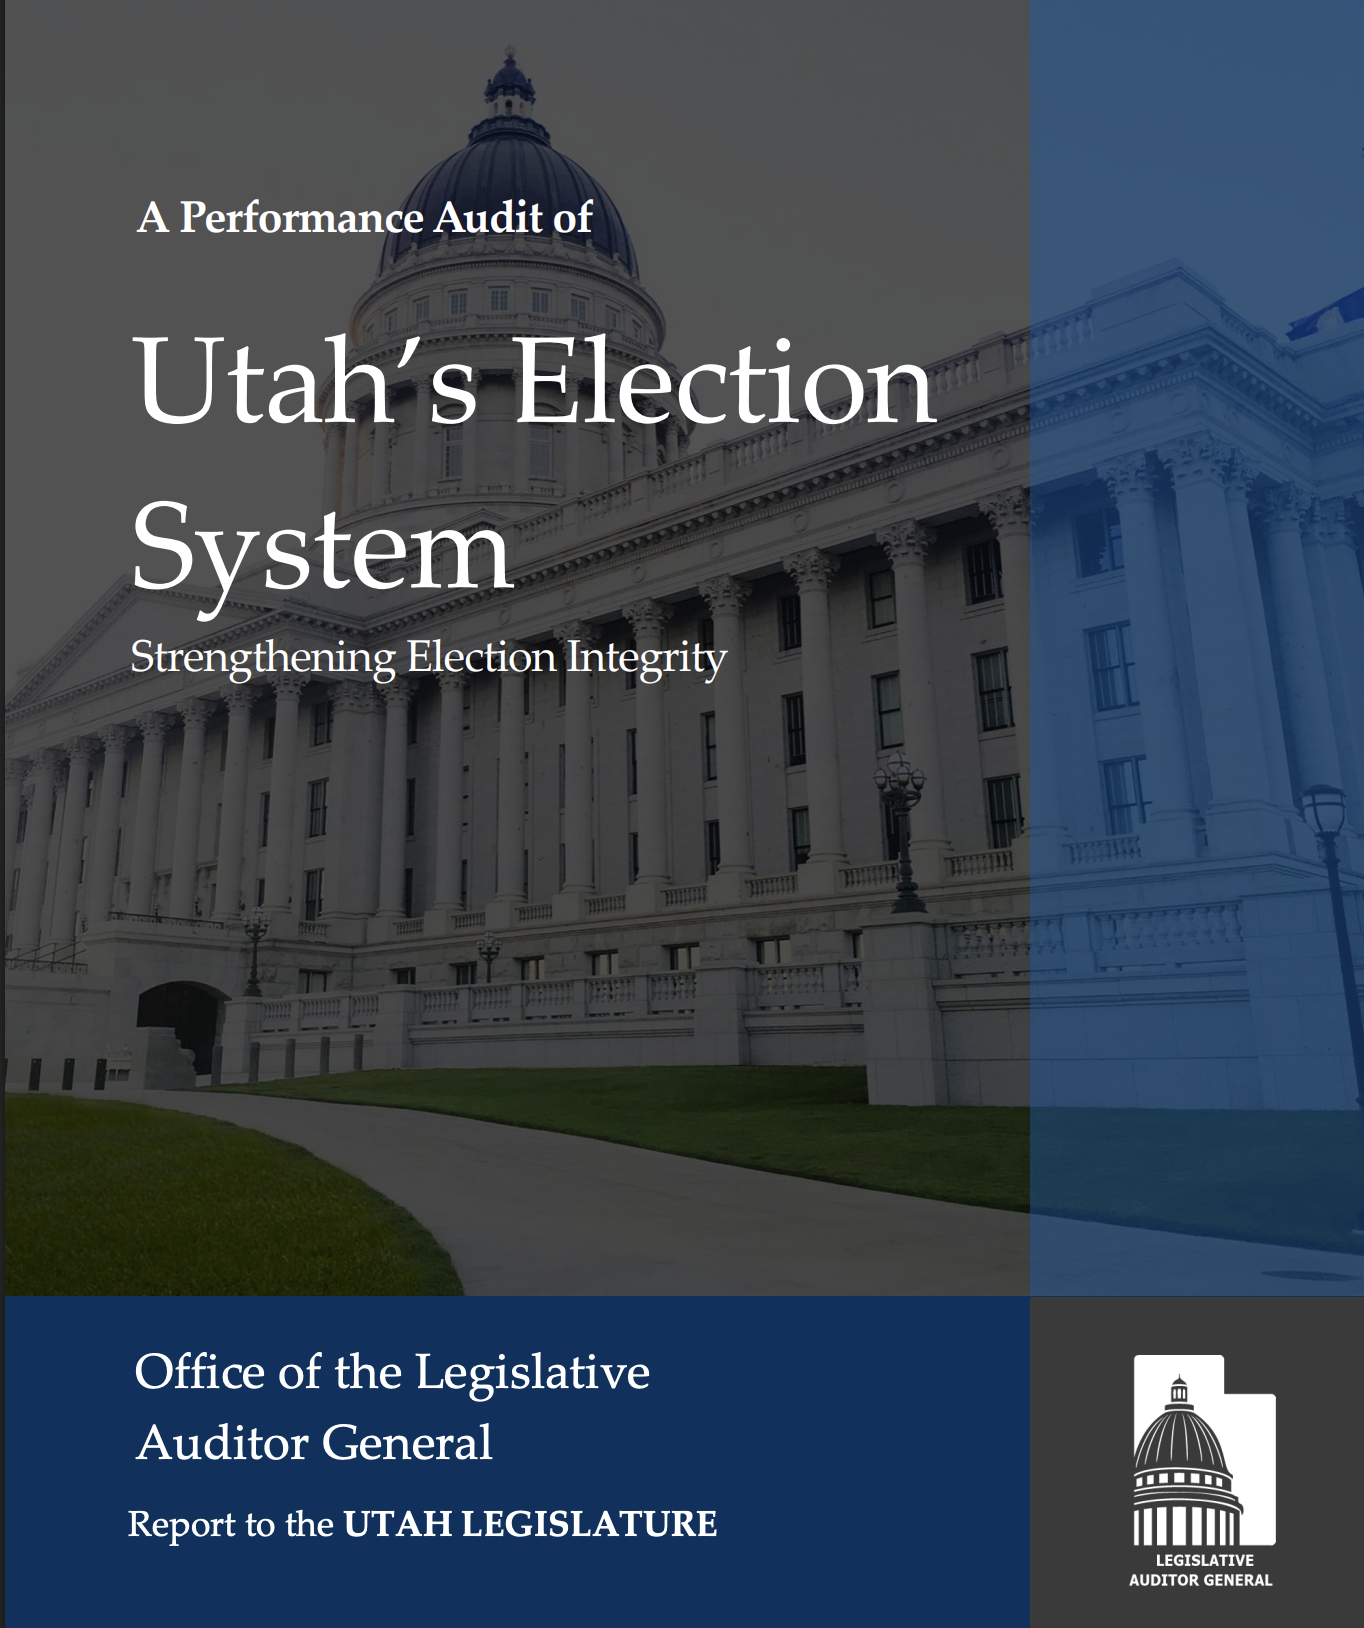 A Performance Audit of
Utah’s Election
System
Strengthening Election Integrity
Office of the Legislative
Auditor General
Report to the UTAH LEGISLATURE
LEGISLATIVE
AUDITOR GENERAL